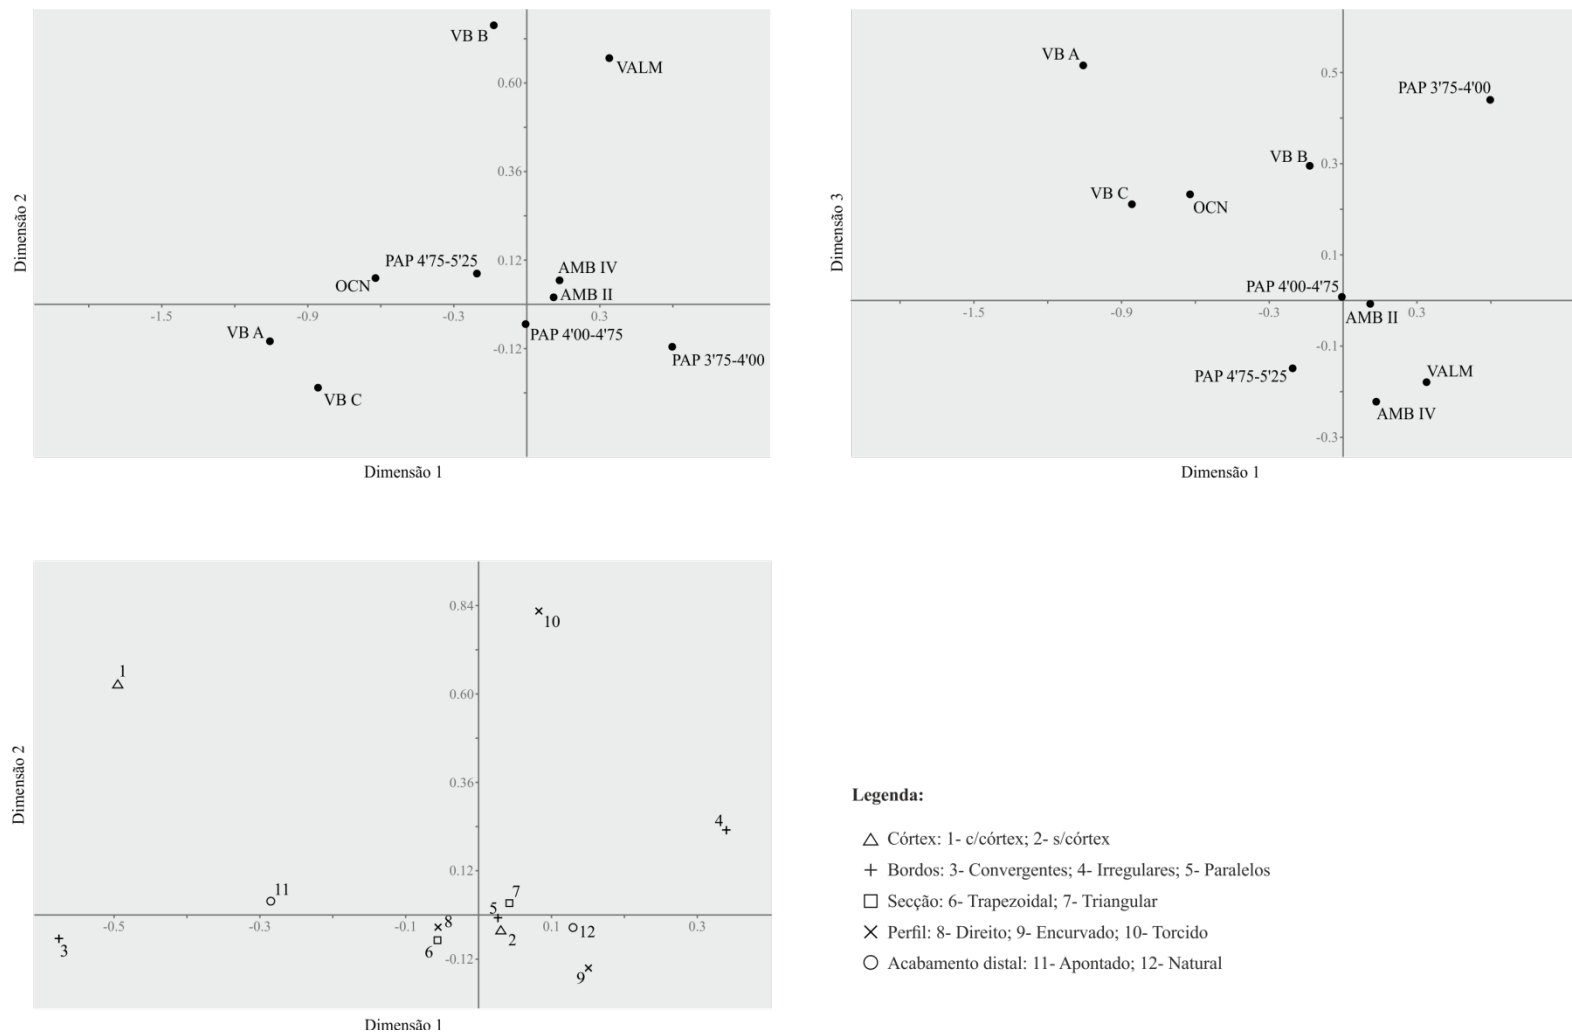 VB B
VALM
0.60
0.36
Dimensão 2
0.12
PAP 4'75-5'25
AMB IV
OCN
AMB II
-1.5
-0.9
-0.3
0.3
VB A
PAP 4'00-4'75
-0.12
PAP 3'75-4'00
VB C
Dimensão 1
VB A
0.5
PAP 3'75-4'00
VB B
0.3
VB C
OCN
Dimensão 3
0.1
PAP 4'00-4'75
-0.9
-0.3
0.3
AMB II
-0.1
PAP 4'75-5'25
VALM
AMB IV
-0.3
Dimensão 1
0.84
10
1
0.60
Dimensão 2
0.36
4
0.12
11
7
5
8
-0.5
-0.3
-0.1
0.1
0.3
2
12
3
6
-0.12
9
Dimensão 1
Legenda:
Córtex: 1- c/córtex; 2- s/córtex
Bordos: 3- Convergentes; 4- Irregulares; 5- Paralelos
Secção: 6- Trapezoidal; 7- Triangular
Perfil: 8- Direito; 9- Encurvado; 10- Torcido
Acabamento distal: 11- Apontado; 12- Natural